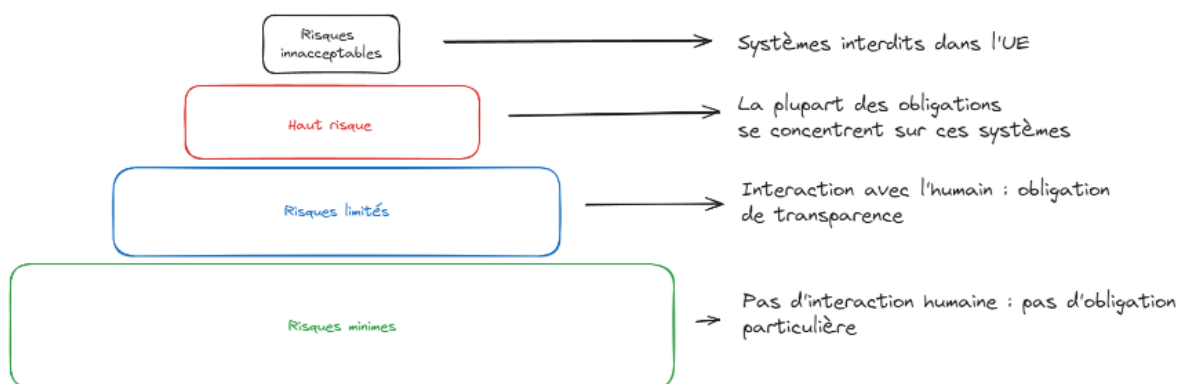 Risques
innacceptables
Systèmes interdits dans l'UE
Haut risque
La plupart des obligations
se concentrent sur ces systèmes
Risques limités
Interaction avec l'humain : obligation
de transparence
Risques minimes
Pas d'interaction humaine : pas d'obligation
particulière